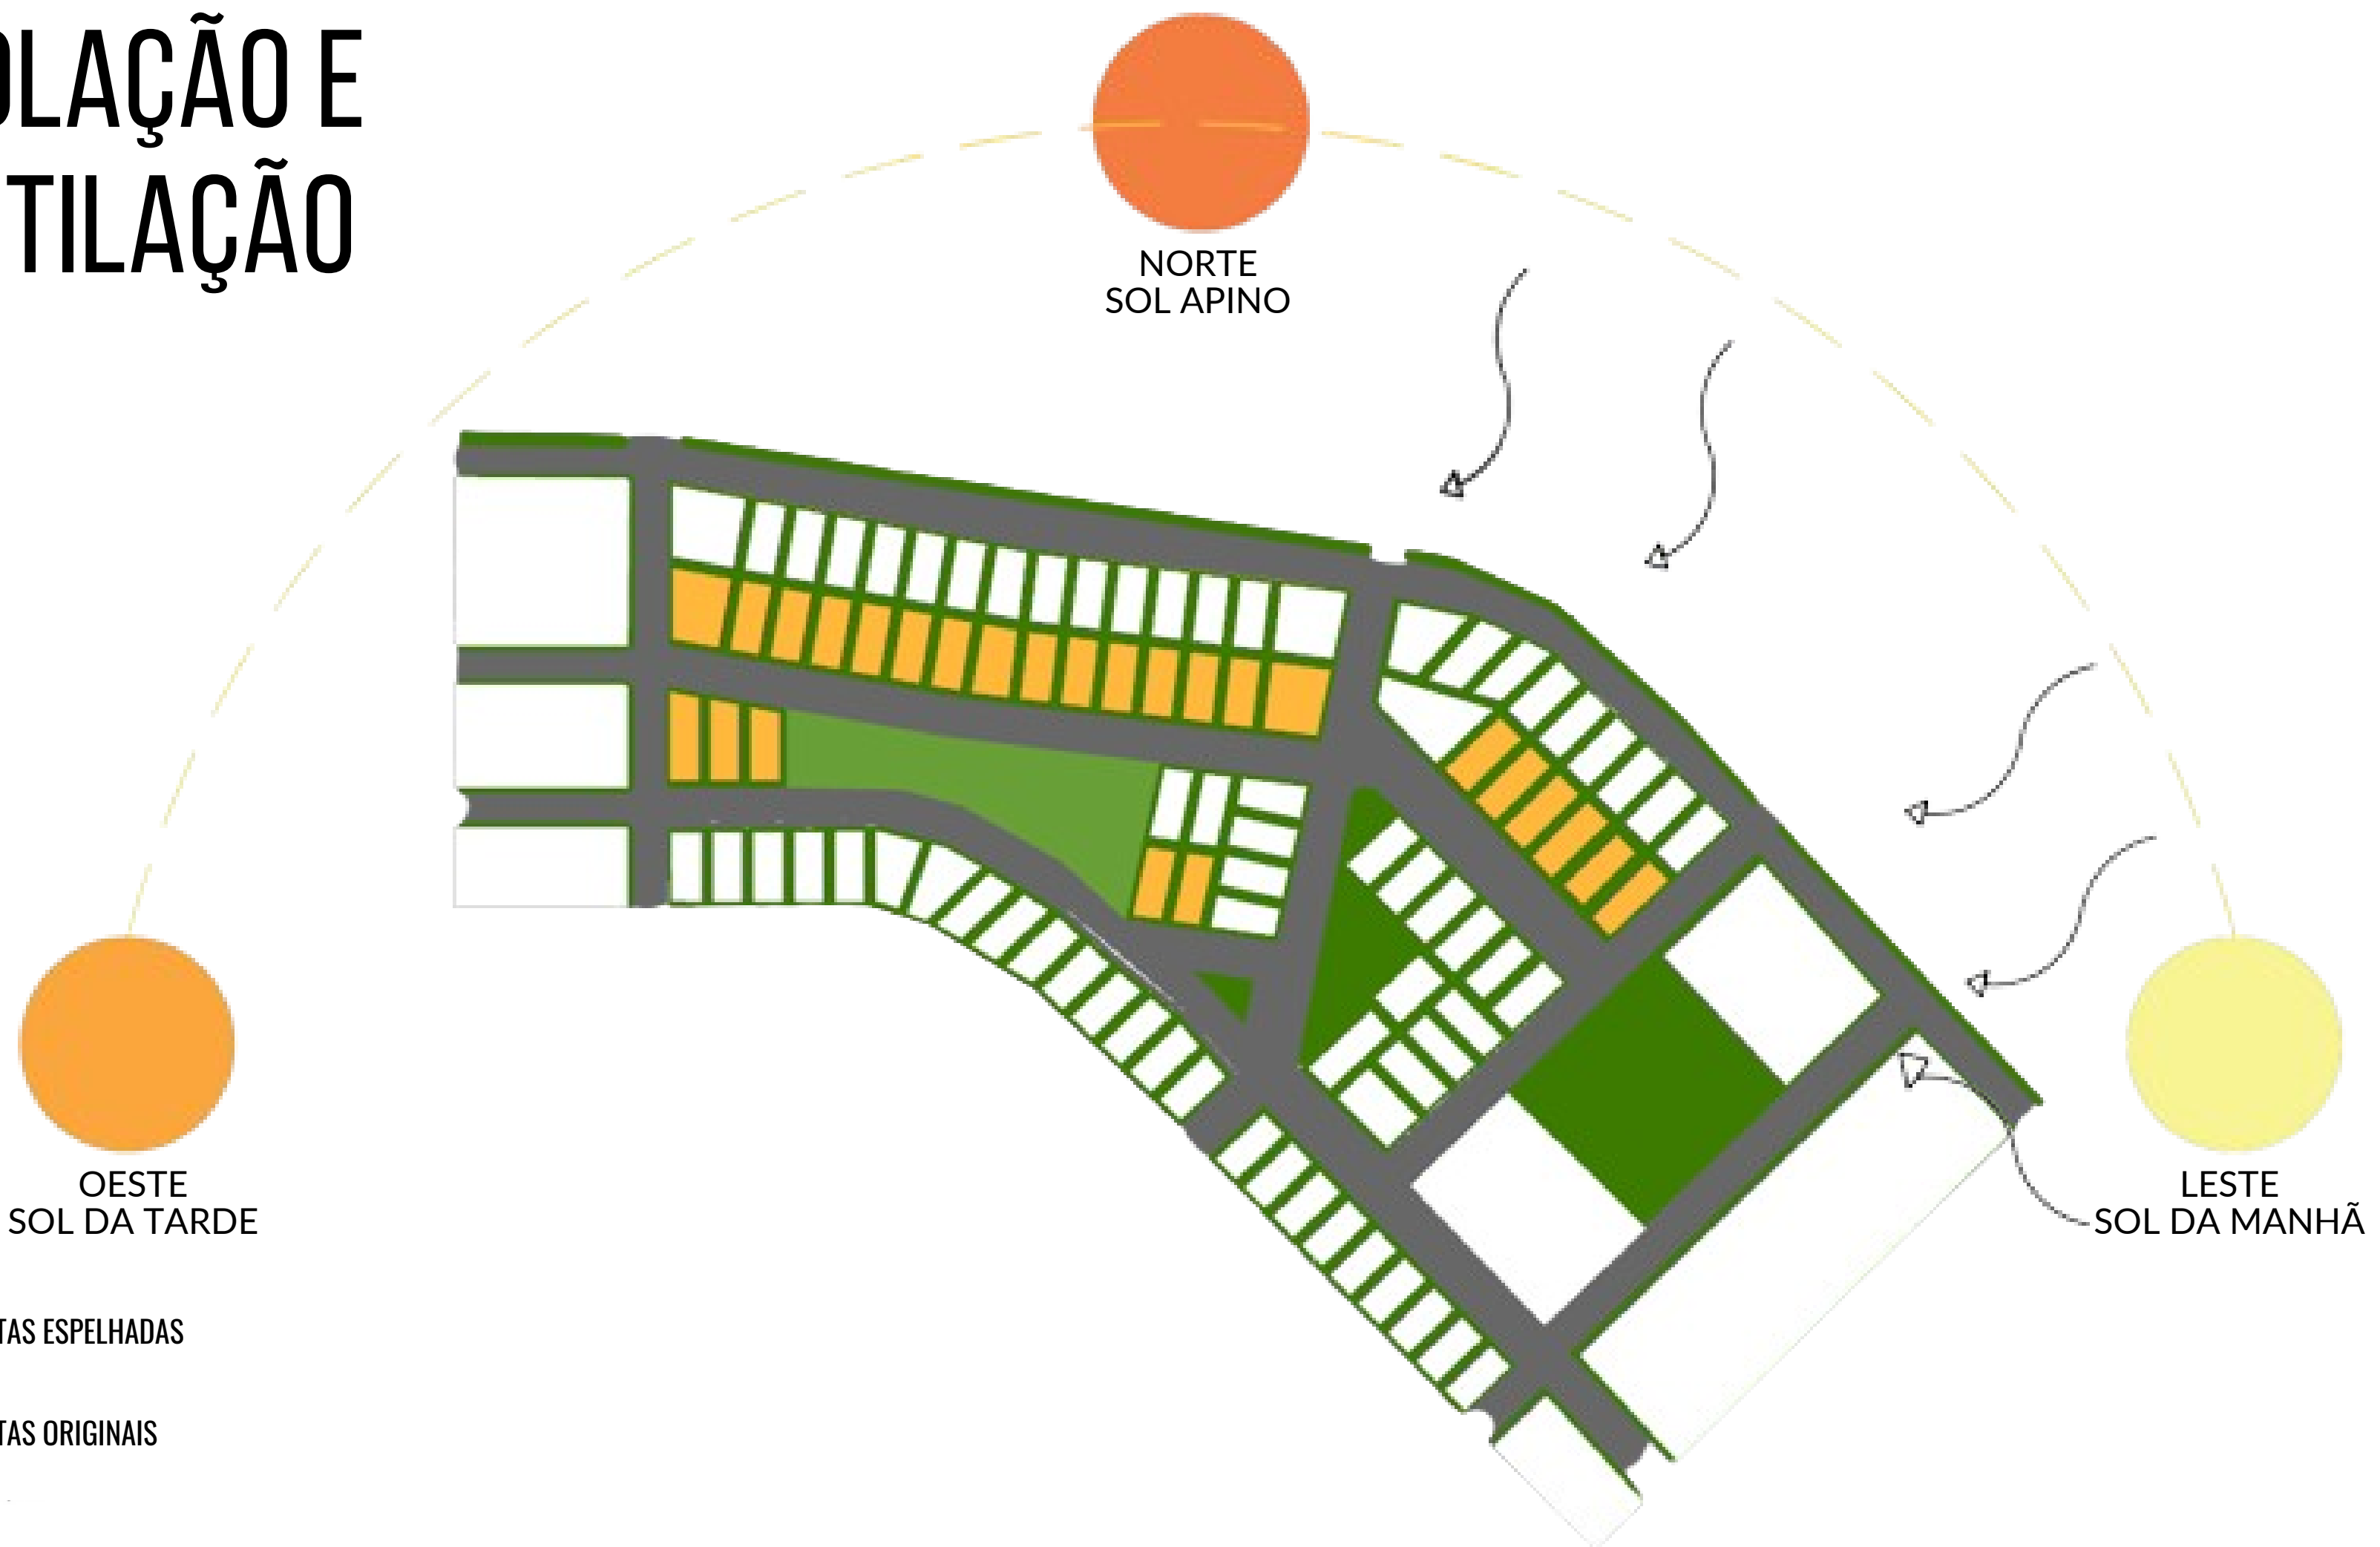 OLAÇÃO E
TILAÇÃO
NORTE
SOL APINO
OESTE
SOL DA TARDE
LESTE
SOL DA MANHÃ
TAS ESPELHADAS
TAS ORIGINAIS